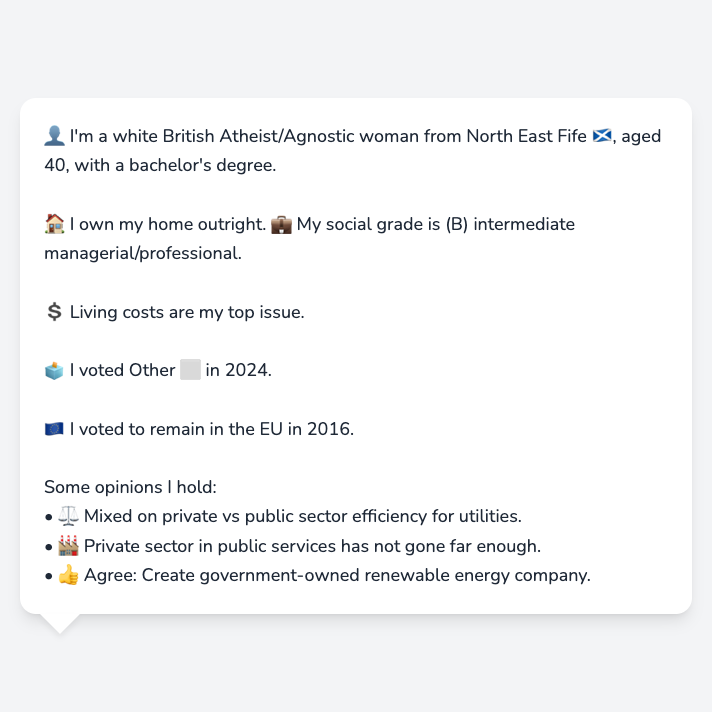 👤 I'm a white British Atheist/Agnostic woman from North East Fife 🏴󠁧󠁢󠁳󠁣󠁴󠁿, aged
40, with a bachelor's degree.
🏠 I own my home outright. 💼 My social grade is (B) intermediate
managerial/professional.
💲 Living costs are my top issue.
🗳️ I voted Other ⬜ in 2024.
🇪🇺 I voted to remain in the EU in 2016.
Some opinions I hold:
• ⚖️ Mixed on private vs public sector efficiency for utilities.
• 🏭 Private sector in public services has not gone far enough.
• 👍 Agree: Create government-owned renewable energy company.